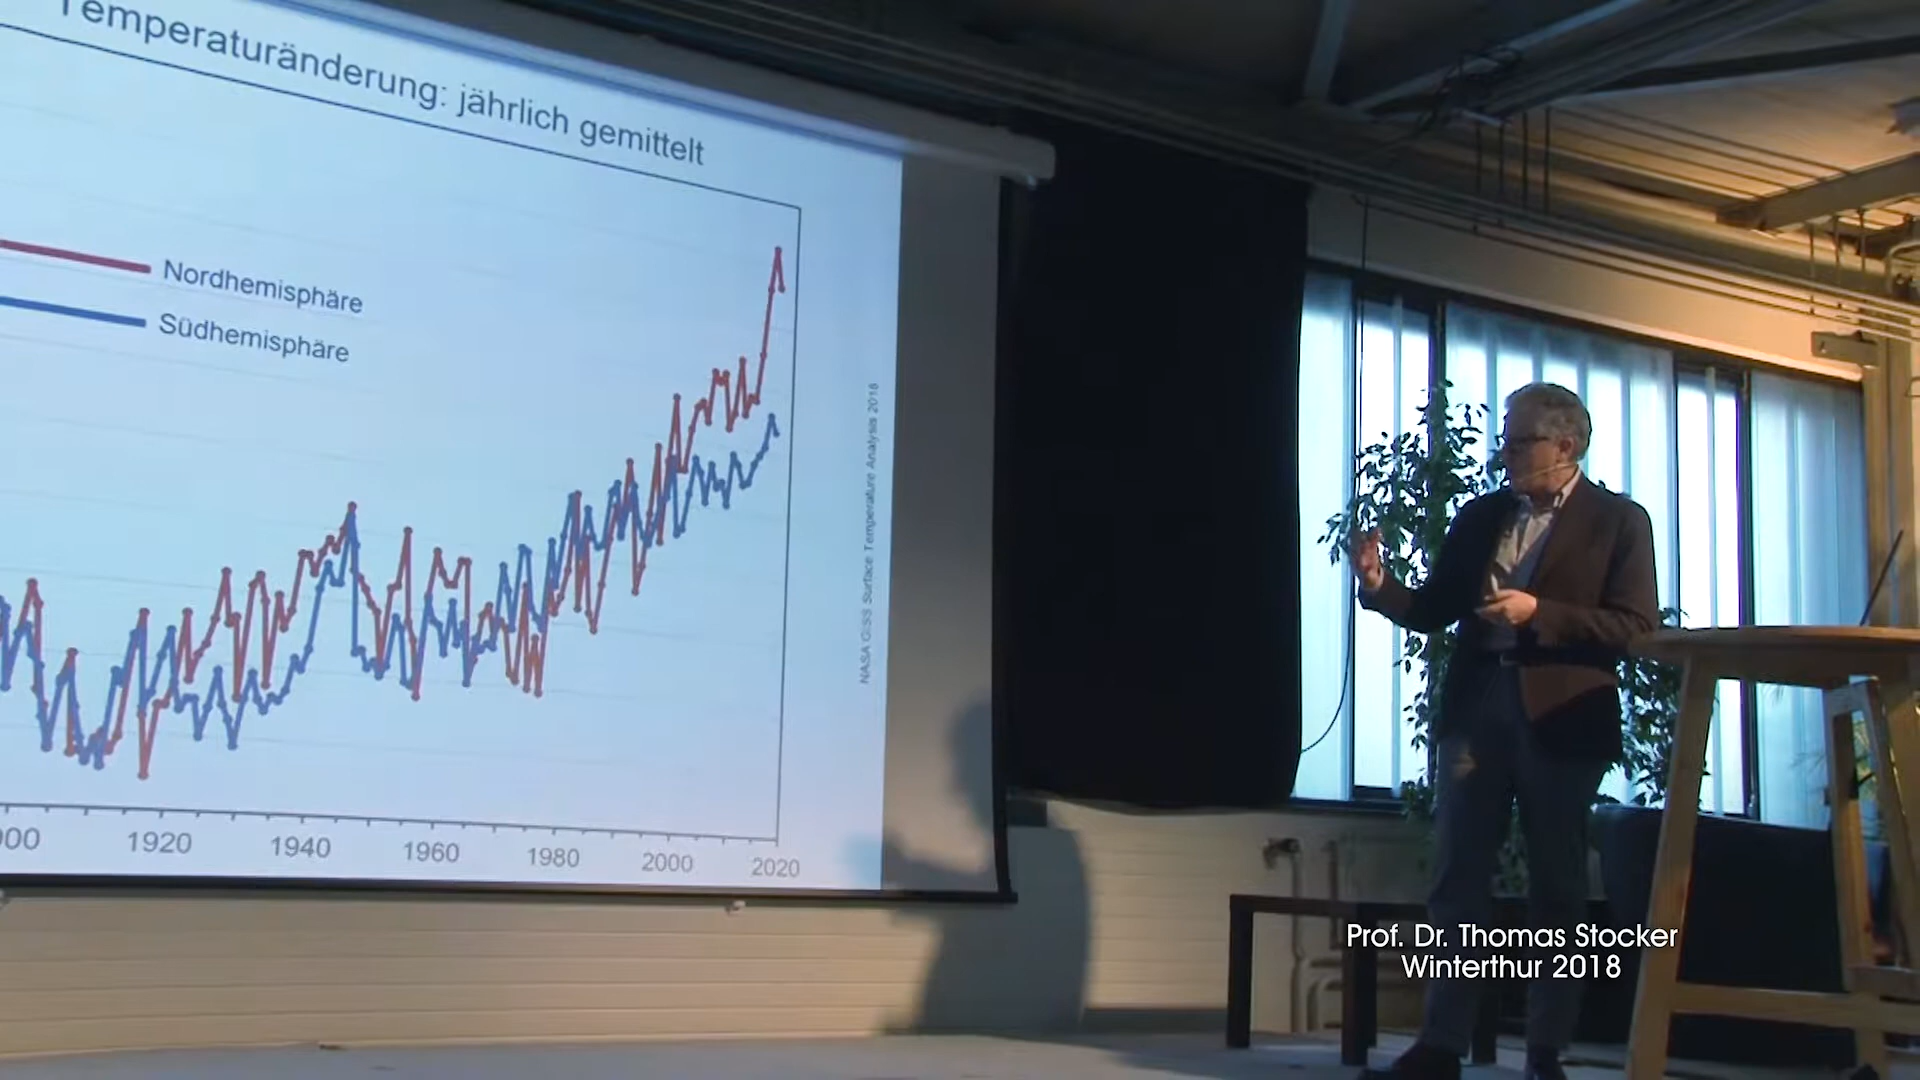 Temperaturänderung: jährlich gemittelt
Nordhemisphäre
Südhemisphäre
NASA GISS Surface Temperature Analysis 2018
1920
1940
1960
1980
2000
2020
Prof. Dr. Thomas Stocker
Winterthur 2018